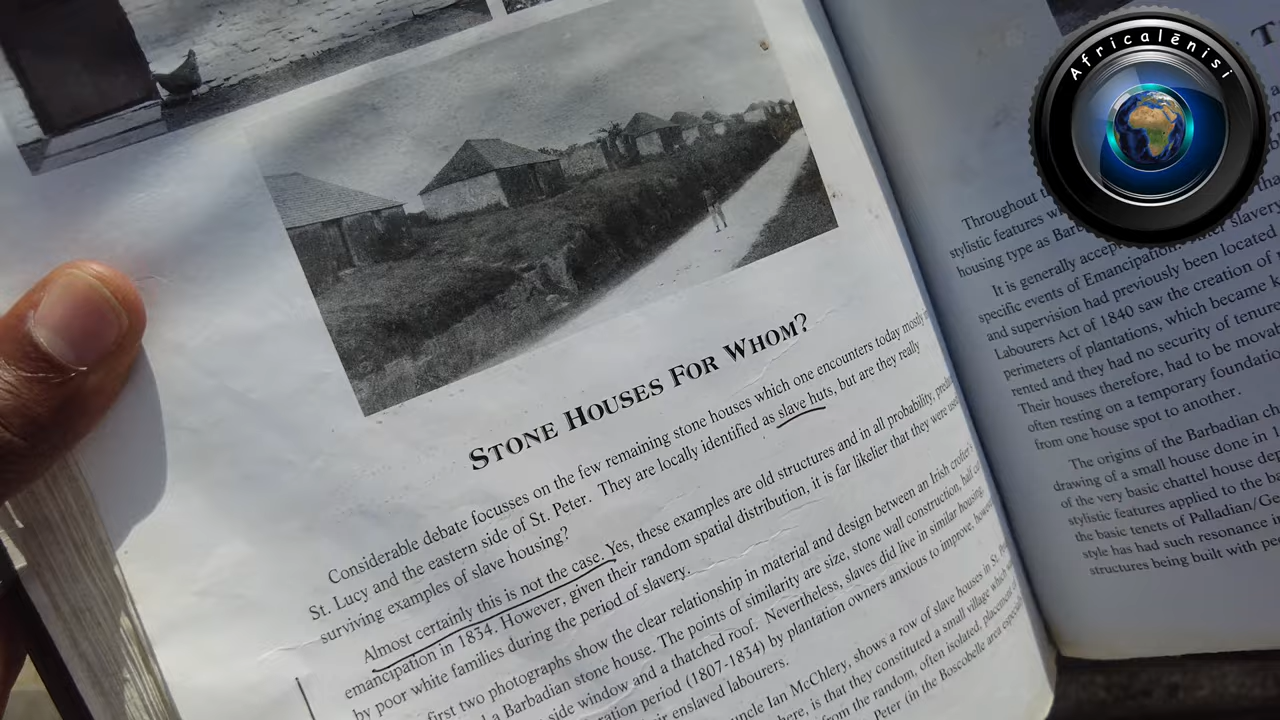 STONE HOUSES FOR WHOM?
Considerable debate focusses on the few remaining stone houses which one encounters today mostly
St. Lucy and the eastern side of St. Peter. They are locally identified as slave huts, but are they really
surviving examples of slave housing?
Almost certainly this is not the case. Yes, these examples are old structures and in all probability,
emancipation in 1834. However, given their random spatial distribution, it is far likelier that they were
by poor white families during the period of slavery.
first two photographs show the clear relationship in material and design between an Irish crofter's
a Barbadian stone house. The points of similarity are size, stone wall construction, half
side window and a thatched roof. Nevertheless, slaves did live in similar housing.
period (1807-1834) by plantation owners anxious to improve,
enslaved labourers.
uncle Ian McChlery, shows a row of slave houses in St.
is that they constituted a small village
from the random, often isolated, placement
Peter (in the Boscobelle area
Africalēnisi
T
Throughout
stylistic features
housing type as
It is generally
specific events of Emancipation. slavery
and supervision had previously been located
Labourers Act of 1840 saw the creation of
perimeters of plantations, which became
rented and they had no security of tenure
Their houses therefore, had to be
often resting on a temporary foundation
from one house spot to another.
The origins of the Barbadian
drawing of a small house done in
of the very basic chattel house
stylistic features applied to the
the basic tenets of Palladian/
style has had such resonance
structures being built with